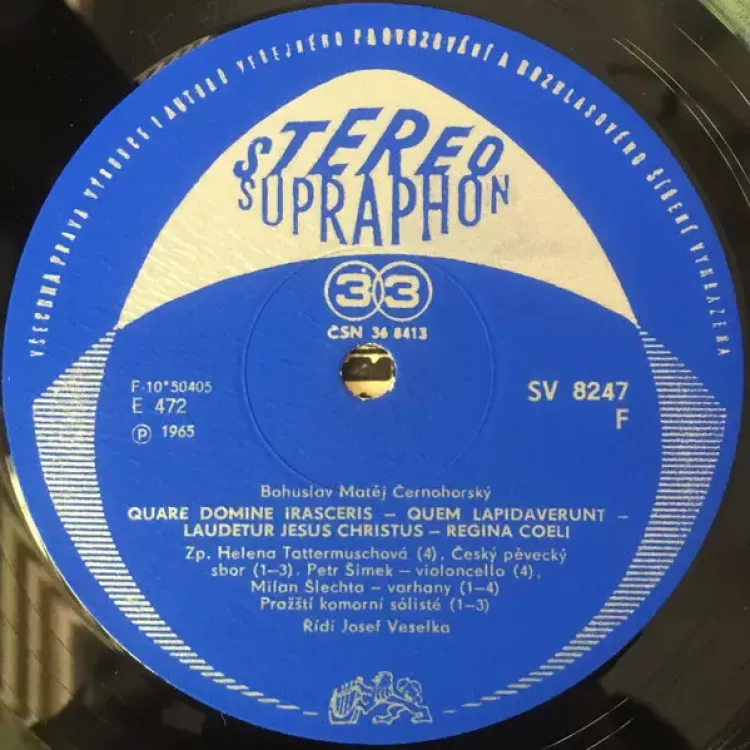 VŠECHNA PRÁVA VÝROBCE I AUTORŮ VEŘEJNÉHO PROVOZOVÁNÍ A ROZHLASOVÉHO ŠÍŘENÍ VYHRAZENA
STEREO
SUPRAPHON
33
ČSN 36 8413
F-10*50405
E 472
Ⓟ 1965
SV 8247
F
Bohuslav Matěj Černohorský
QUARE DOMINE IRASCERIS – QUEM LAPIDAVERUNT –
LAUDETUR JESUS CHRISTUS – REGINA COELI
Zp. Helena Tattermuschová (4), Český pěvecký
sbor (1–3). Petr Šimek – violoncello (4),
Milan Šlechta – varhany (1–4)
Pražští komorní sólisté (1–3)
Řídí Josef Veselka